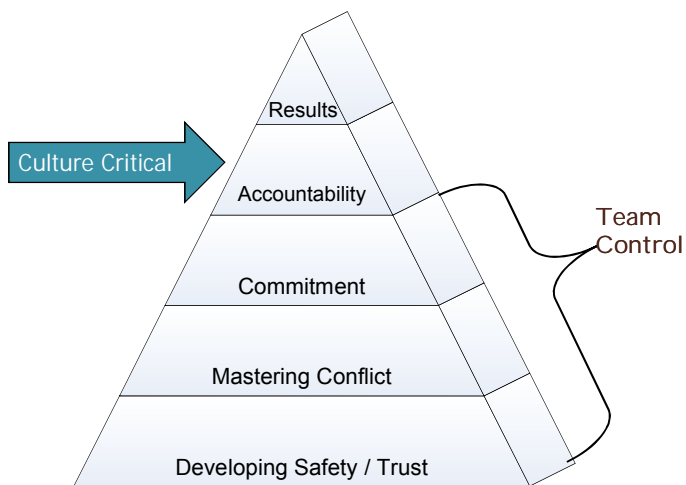 Results
Culture Critical
Accountability
Team
Control
Commitment
Mastering Conflict
Developing Safety / Trust